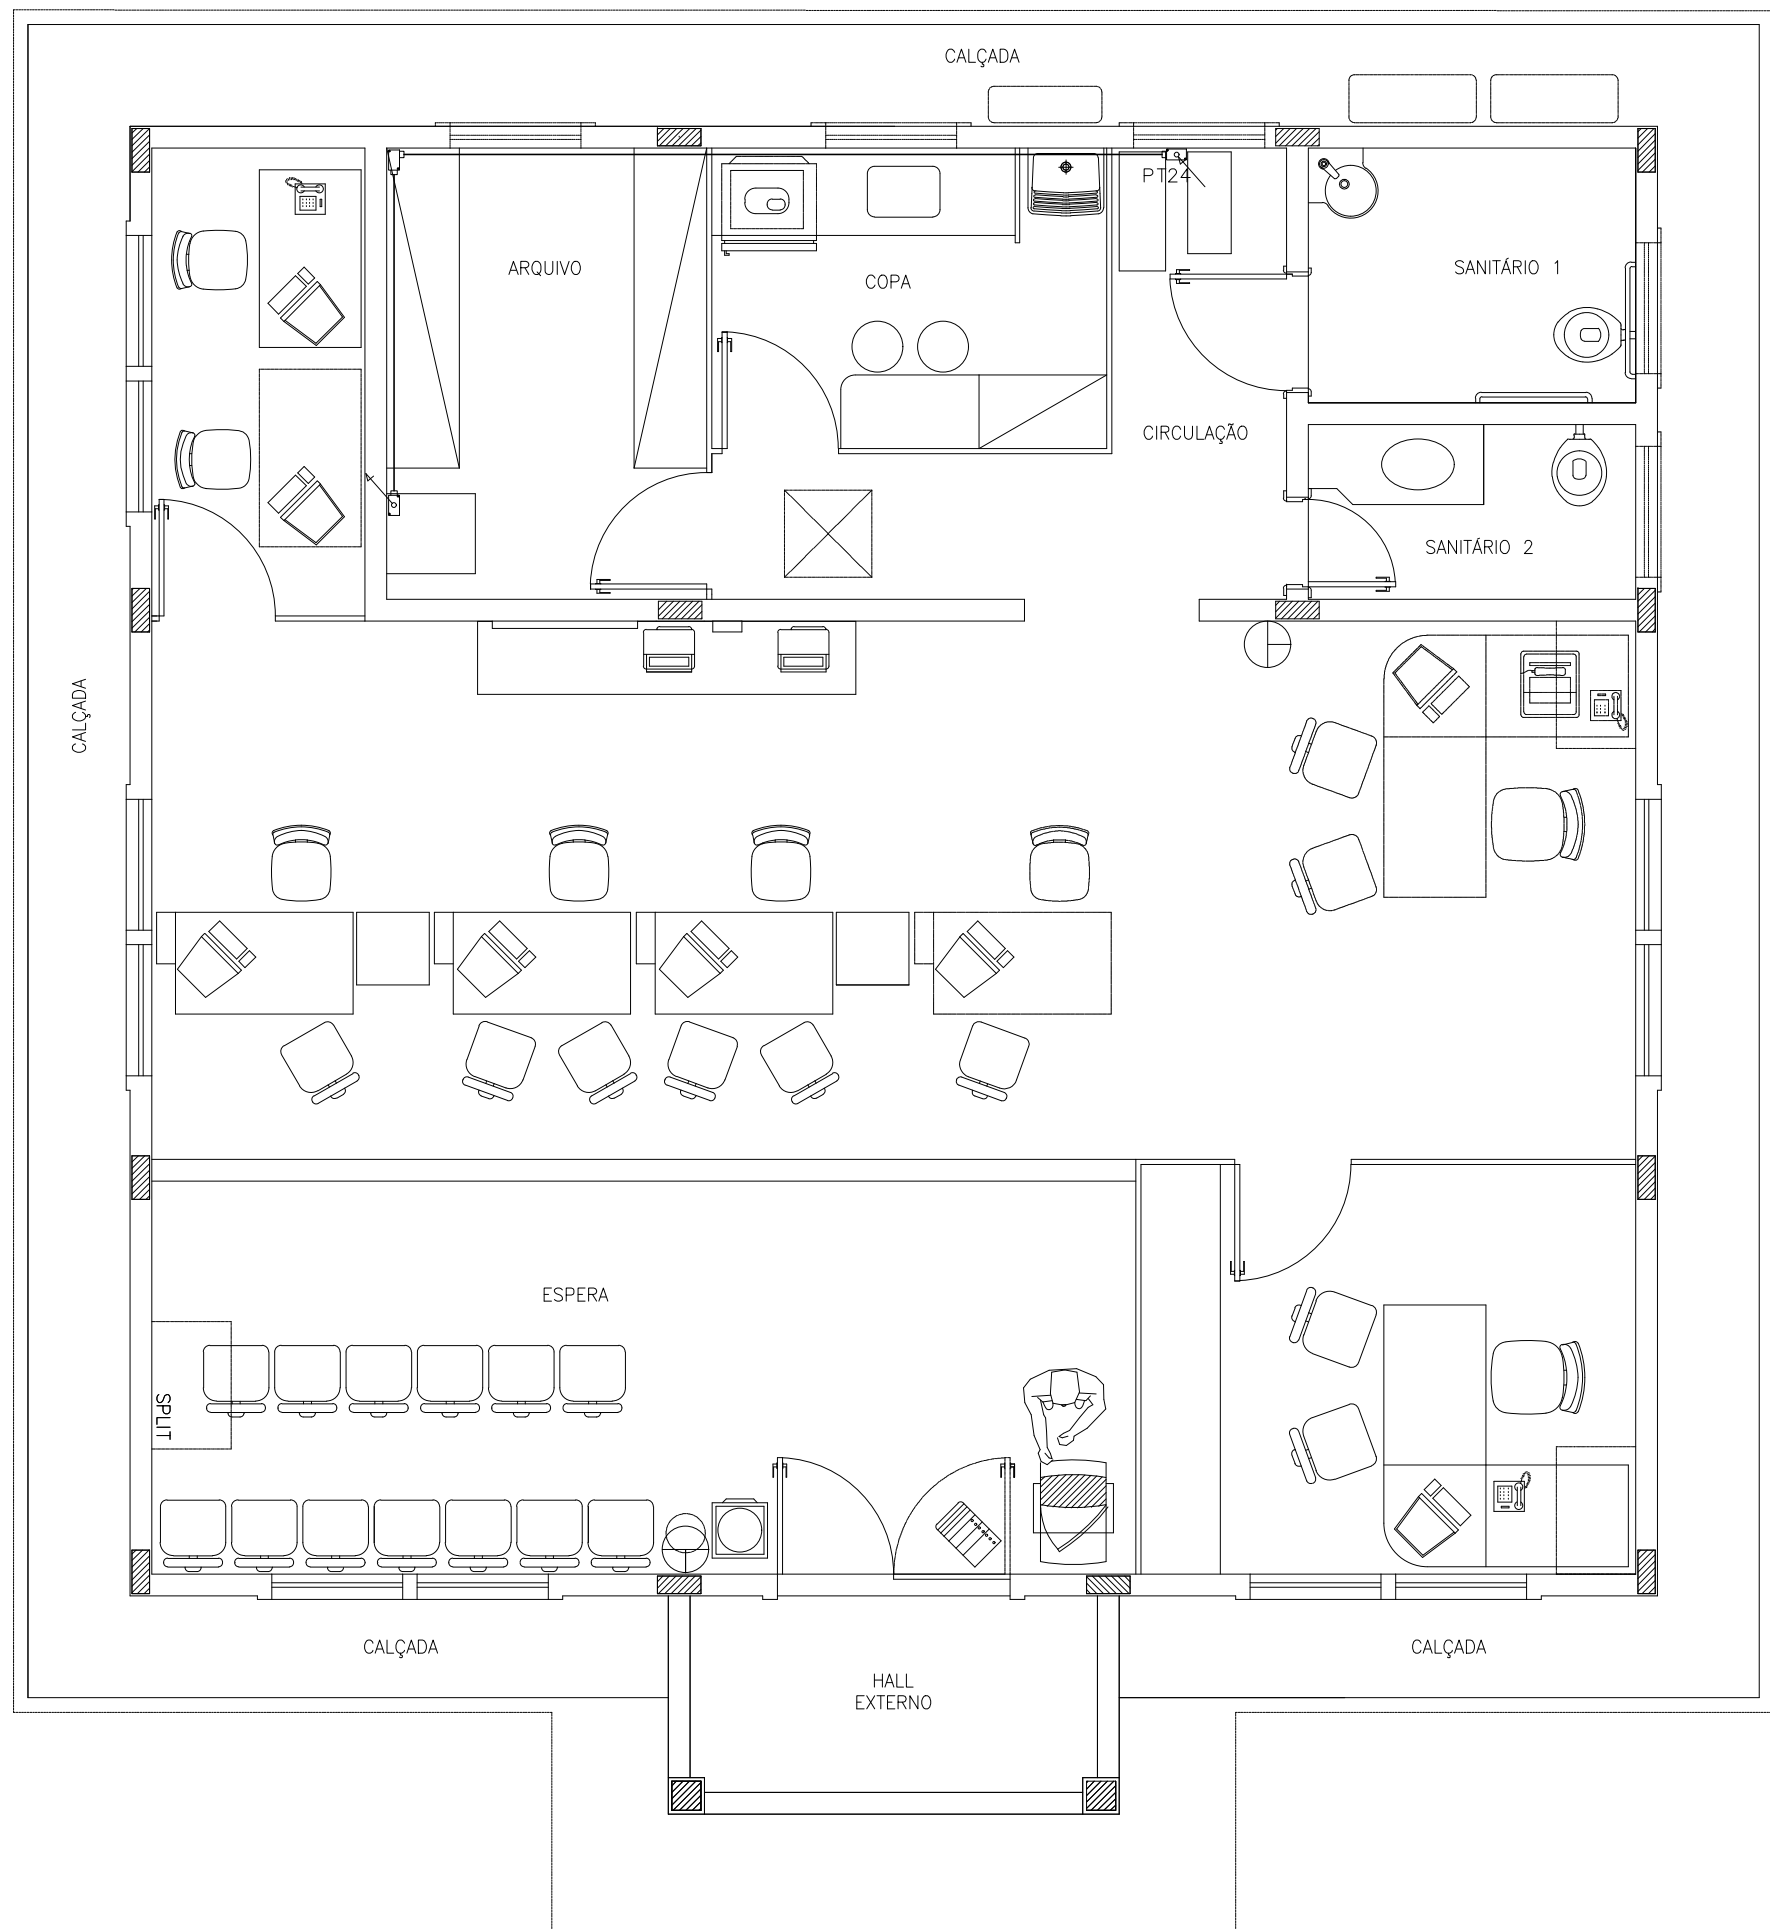 CALÇADA
PT24
ARQUIVO
COPA
SANITÁRIO 1
CIRCULAÇÃO
SANITÁRIO 2
CALÇADA
ESPERA
SPLIT
CALÇADA
CALÇADA
HALL
EXTERNO